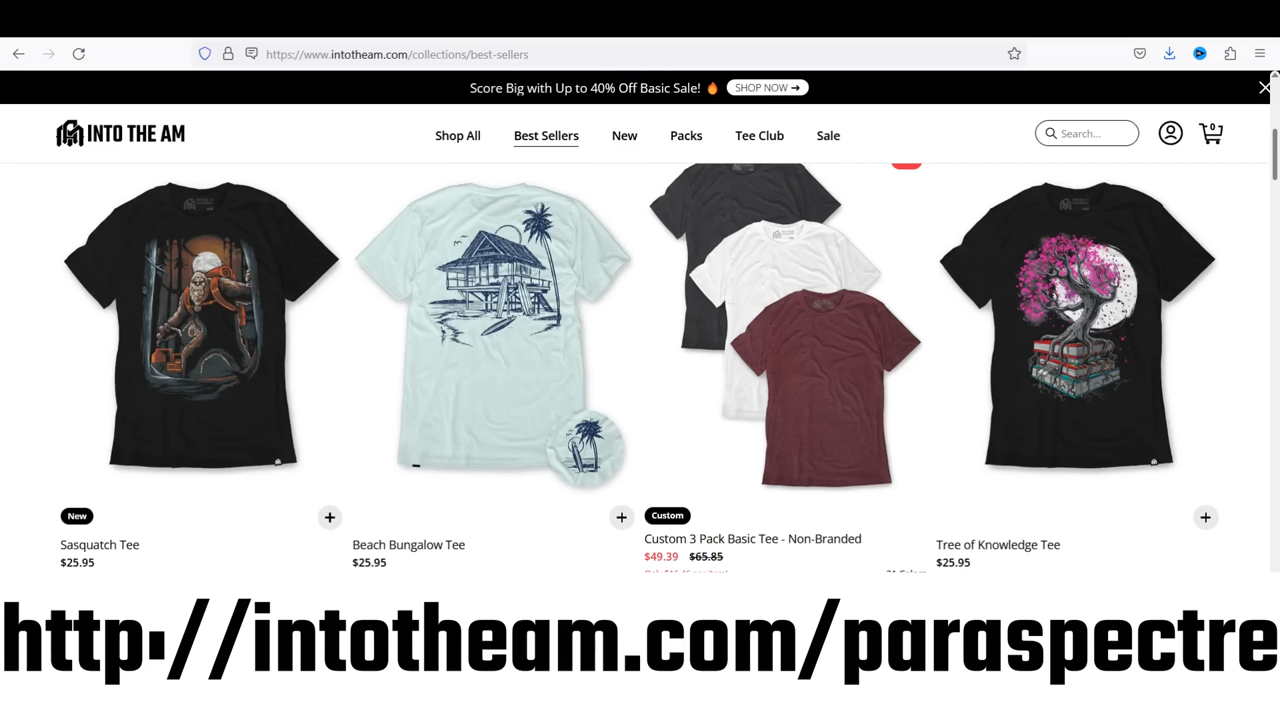 https://www.intotheam.com/collections/best-sellers
Score Big with Up to 40% Off Basic Sale! 🔥 SHOP NOW →
INTO THE AM
Shop All Best Sellers New Packs Tee Club Sale
Search...
0
New
Sasquatch Tee
$25.95
Beach Bungalow Tee
$25.95
Custom
Custom 3 Pack Basic Tee - Non-Branded
$49.39 $65.85
Tree of Knowledge Tee
$25.95
http://intotheam.com/paraspectre